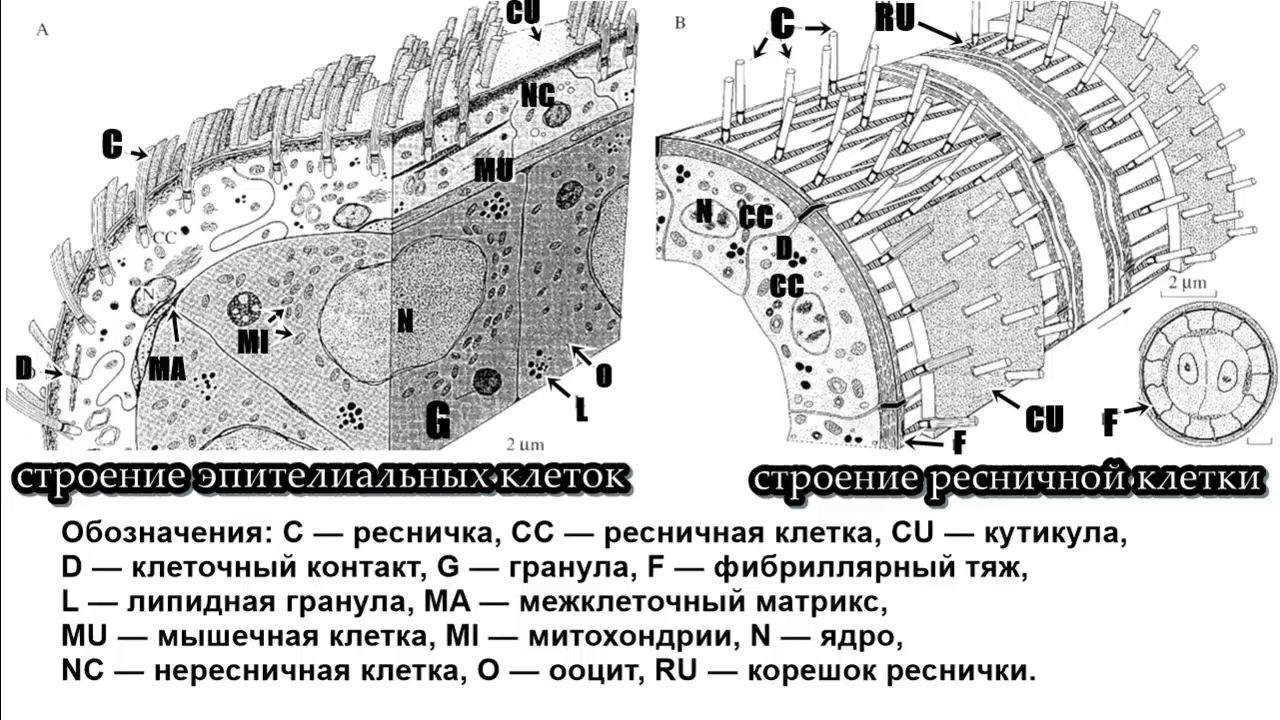 A
CU
NC
C
MU
CC
N
N
MI
MA
D
O
L
G
2 μm
B
C
RU
N
CC
D
CC
2 μm
CU
F
F
строение эпителиальных клеток
строение ресничной клетки
Обозначения: C — ресничка, CC — ресничная клетка, CU — кутикула,
D — клеточный контакт, G — гранула, F — фибриллярный тяж,
L — липидная гранула, MA — межклеточный матрикс,
MU — мышечная клетка, MI — митохондрии, N — ядро,
NC — нересничная клетка, O — ооцит, RU — корешок реснички.